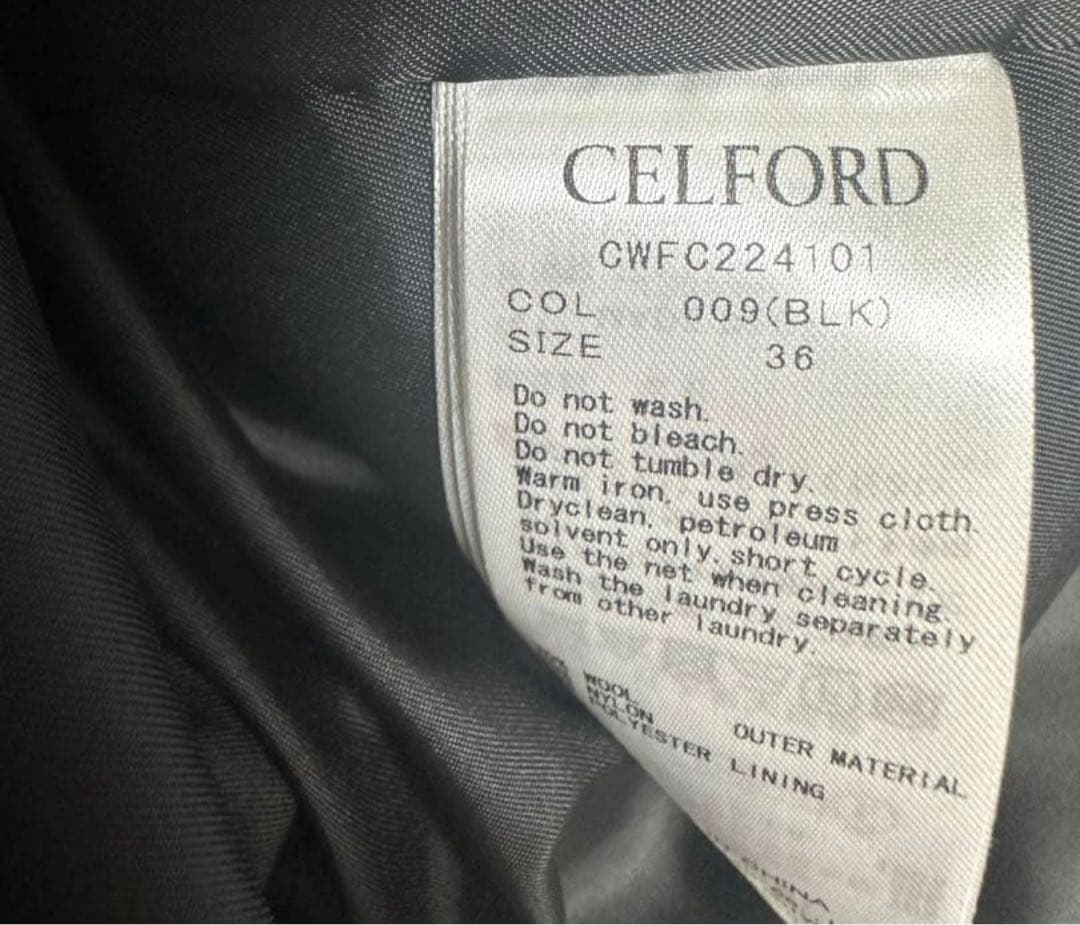 CELFORD
CWFC224101
COL 009(BLK)
SIZE 36
Do not wash.
Do not bleach.
Do not tumble dry.
Warm iron, use press cloth.
Dryclean, petroleum
solvent only, short cycle.
Use the net when cleaning.
Wash the laundry separately
from other laundry.
WOOL
NYLON OUTER MATERIAL
POLYESTER LINING
CHINA